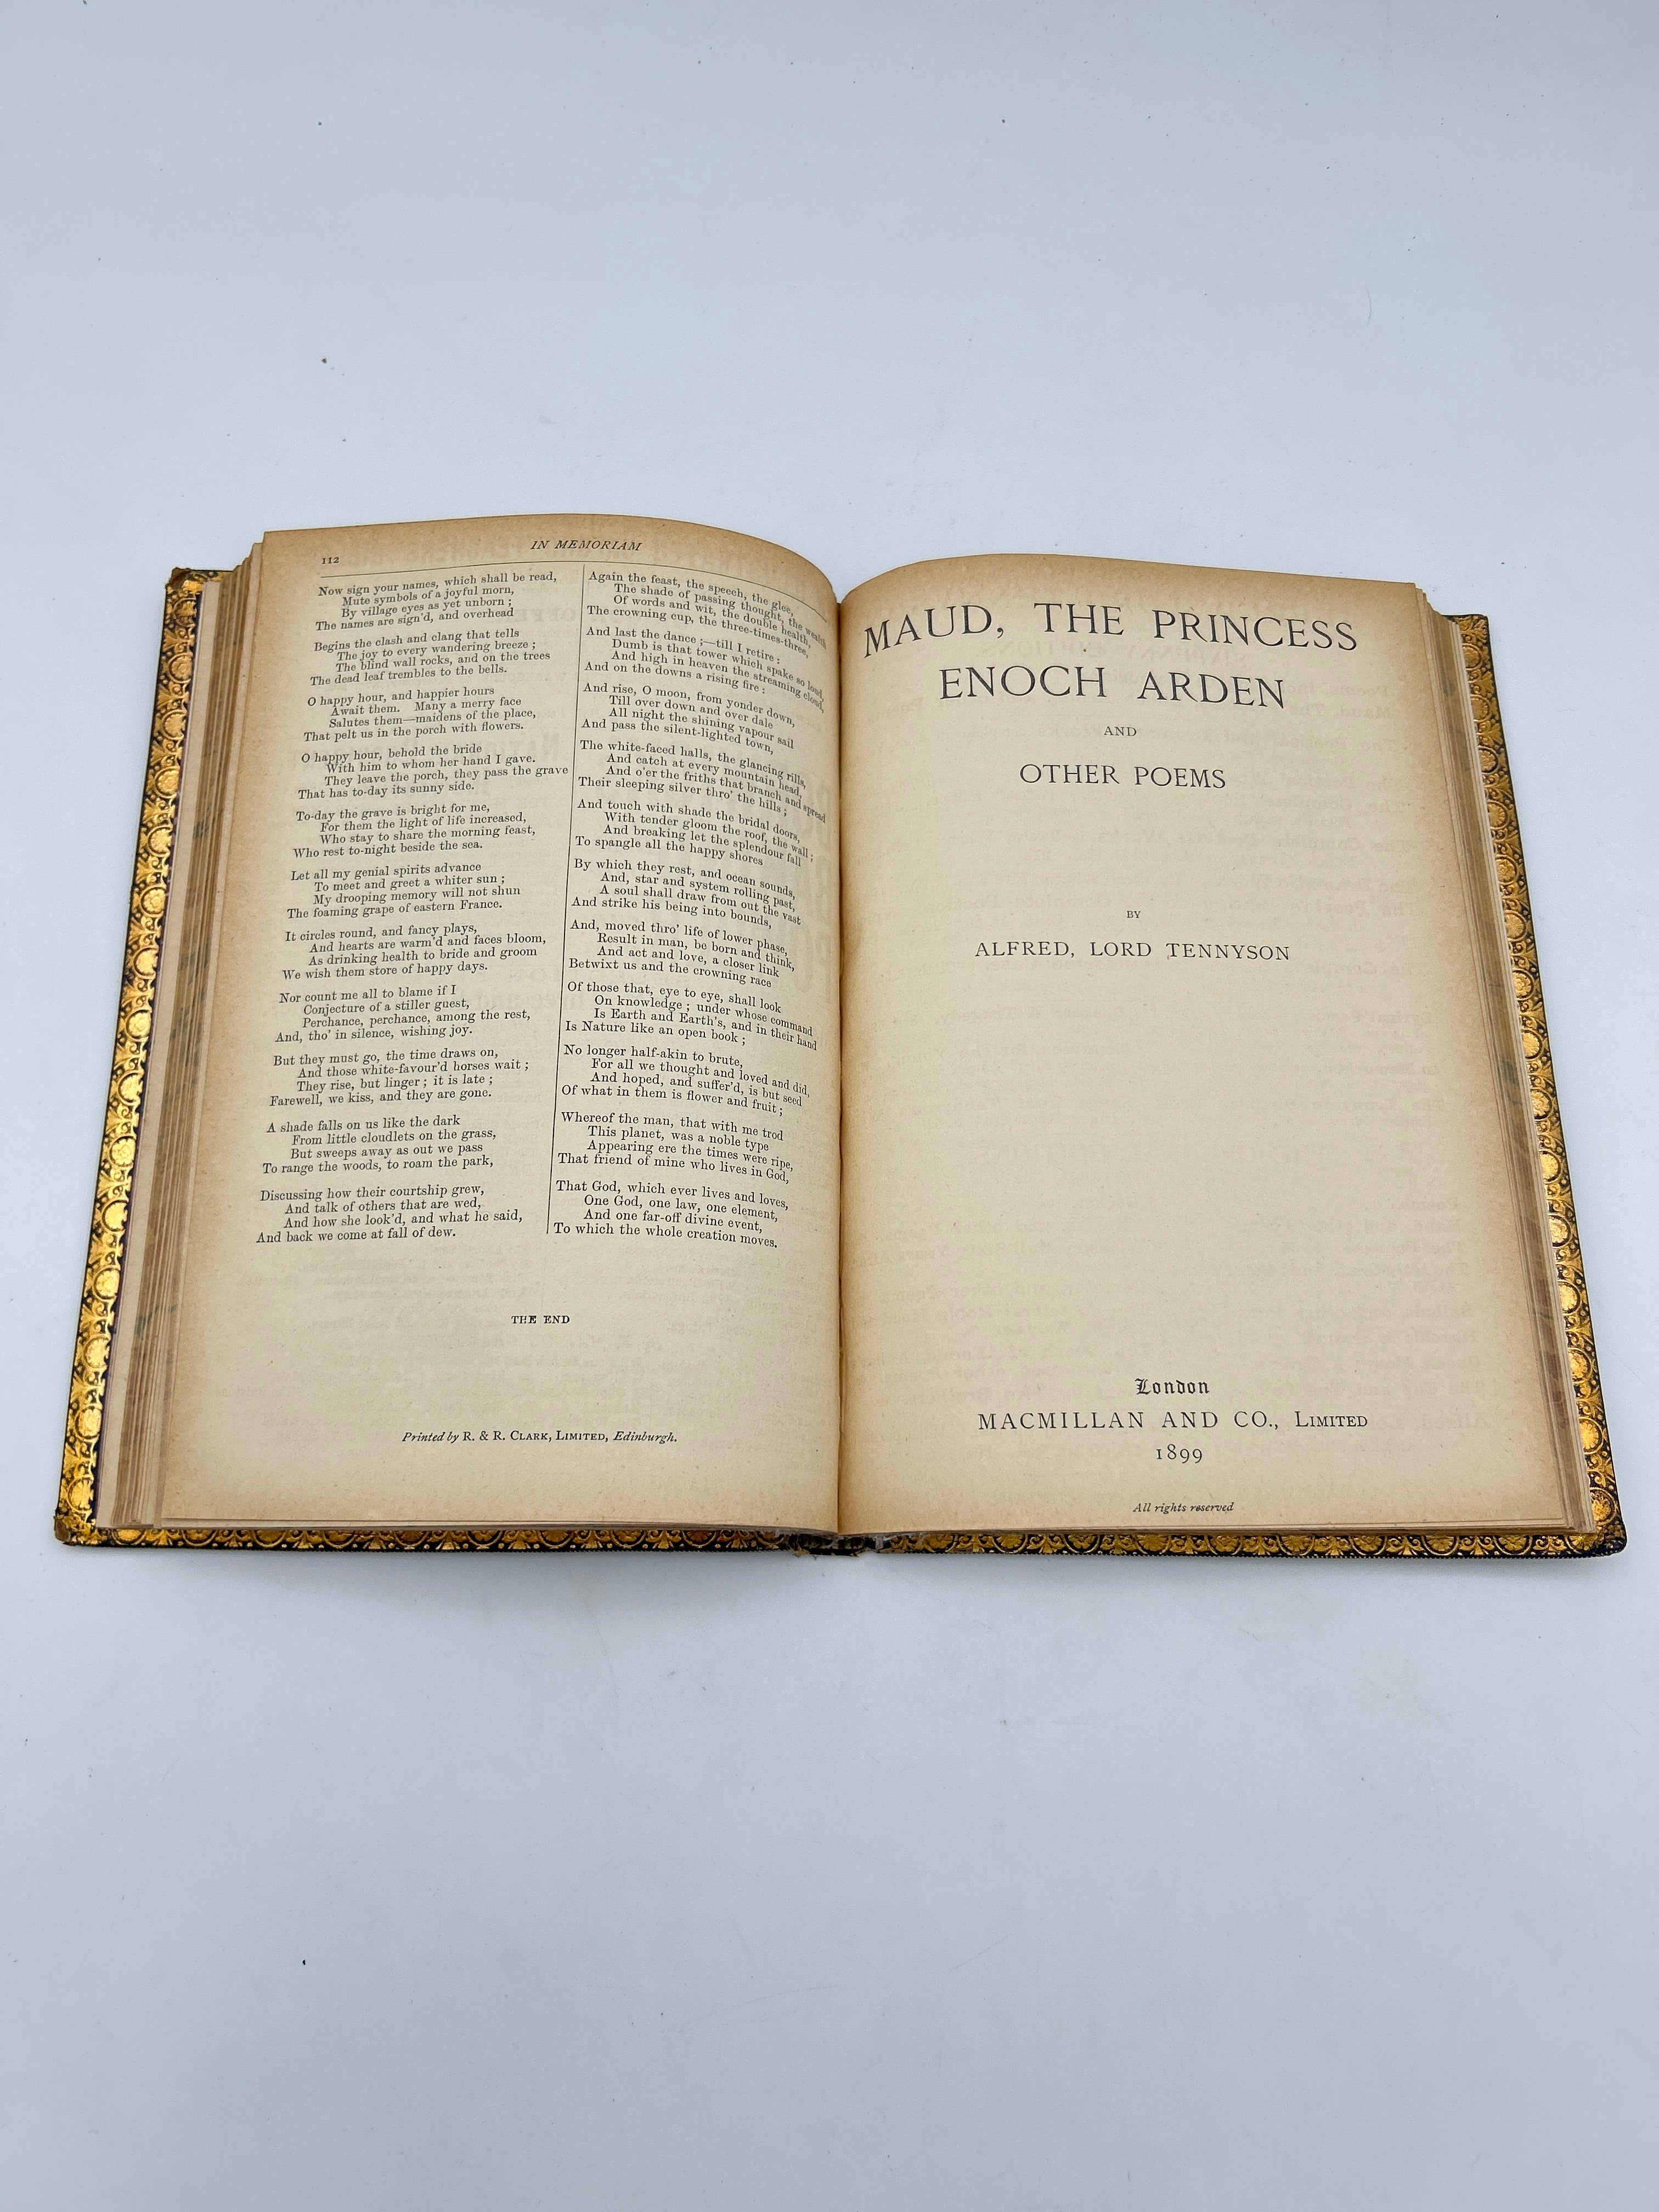 112
IN MEMORIAM
Now sign your names, which shall be read,
Mute symbols of a joyful morn,
By village eyes as yet unborn ;
The names are sign'd, and overhead
Begins the clash and clang that tells
The joy to every wandering breeze ;
The blind wall rocks, and on the trees
The dead leaf trembles to the bells.
O happy hour, and happier hours
Await them. Many a merry face
Salutes them—maidens of the place,
That pelt us in the porch with flowers.
O happy hour, behold the bride
With him to whom her hand I gave.
They leave the porch, they pass the grave
That has to-day its sunny side.
To-day the grave is bright for me,
For them the light of life increased,
Who stay to share the morning feast,
Who rest to-night beside the sea.
Let all my genial spirits advance
To meet and greet a whiter sun ;
My drooping memory will not shun
The foaming grape of eastern France.
It circles round, and fancy plays,
And hearts are warm'd and faces bloom,
As drinking health to bride and groom
We wish them store of happy days.
Nor count me all to blame if I
Conjecture of a stiller guest,
Perchance, perchance, among the rest,
And, tho' in silence, wishing joy.
But they must go, the time draws on,
And those white-favour'd horses wait ;
They rise, but linger ; it is late ;
Farewell, we kiss, and they are gone.
A shade falls on us like the dark
From little cloudlets on the grass,
But sweeps away as out we pass
To range the woods, to roam the park,
Discussing how their courtship grew,
And talk of others that are wed,
And how she look'd, and what he said,
And back we come at fall of dew.
Again the feast, the speech, the glee,
The shade of passing thought, the wealth
Of words and wit, the double health,
The crowning cup, the three-times-three,
And last the dance ;—till I retire :
Dumb is that tower which spake so loud,
And high in heaven the streaming cloud,
And on the downs a rising fire :
And rise, O moon, from yonder down,
Till over down and over dale
All night the shining vapour sail
And pass the silent-lighted town,
The white-faced halls, the glancing rills,
And catch at every mountain head,
And o'er the friths that branch and spread
Their sleeping silver thro' the hills ;
And touch with shade the bridal doors,
With tender gloom the roof, the wall ;
And breaking let the splendour fall
To spangle all the happy shores
By which they rest, and ocean sounds,
And, star and system rolling past,
A soul shall draw from out the vast
And strike his being into bounds,
And, moved thro' life of lower phase,
Result in man, be born and think,
And act and love, a closer link
Betwixt us and the crowning race
Of those that, eye to eye, shall look
On knowledge ; under whose command
Is Earth and Earth's, and in their hand
Is Nature like an open book ;
No longer half-akin to brute,
For all we thought and loved and did,
And hoped, and suffer'd, is but seed
Of what in them is flower and fruit ;
Whereof the man, that with me trod
This planet, was a noble type
Appearing ere the times were ripe,
That friend of mine who lives in God,
That God, which ever lives and loves,
One God, one law, one element,
And one far-off divine event,
To which the whole creation moves.
THE END
Printed by R. & R. CLARK, LIMITED, Edinburgh.
MAUD, THE PRINCESS
ENOCH ARDEN
AND
OTHER POEMS
BY
ALFRED, LORD TENNYSON
London
MACMILLAN AND CO., LIMITED
1899
All rights reserved